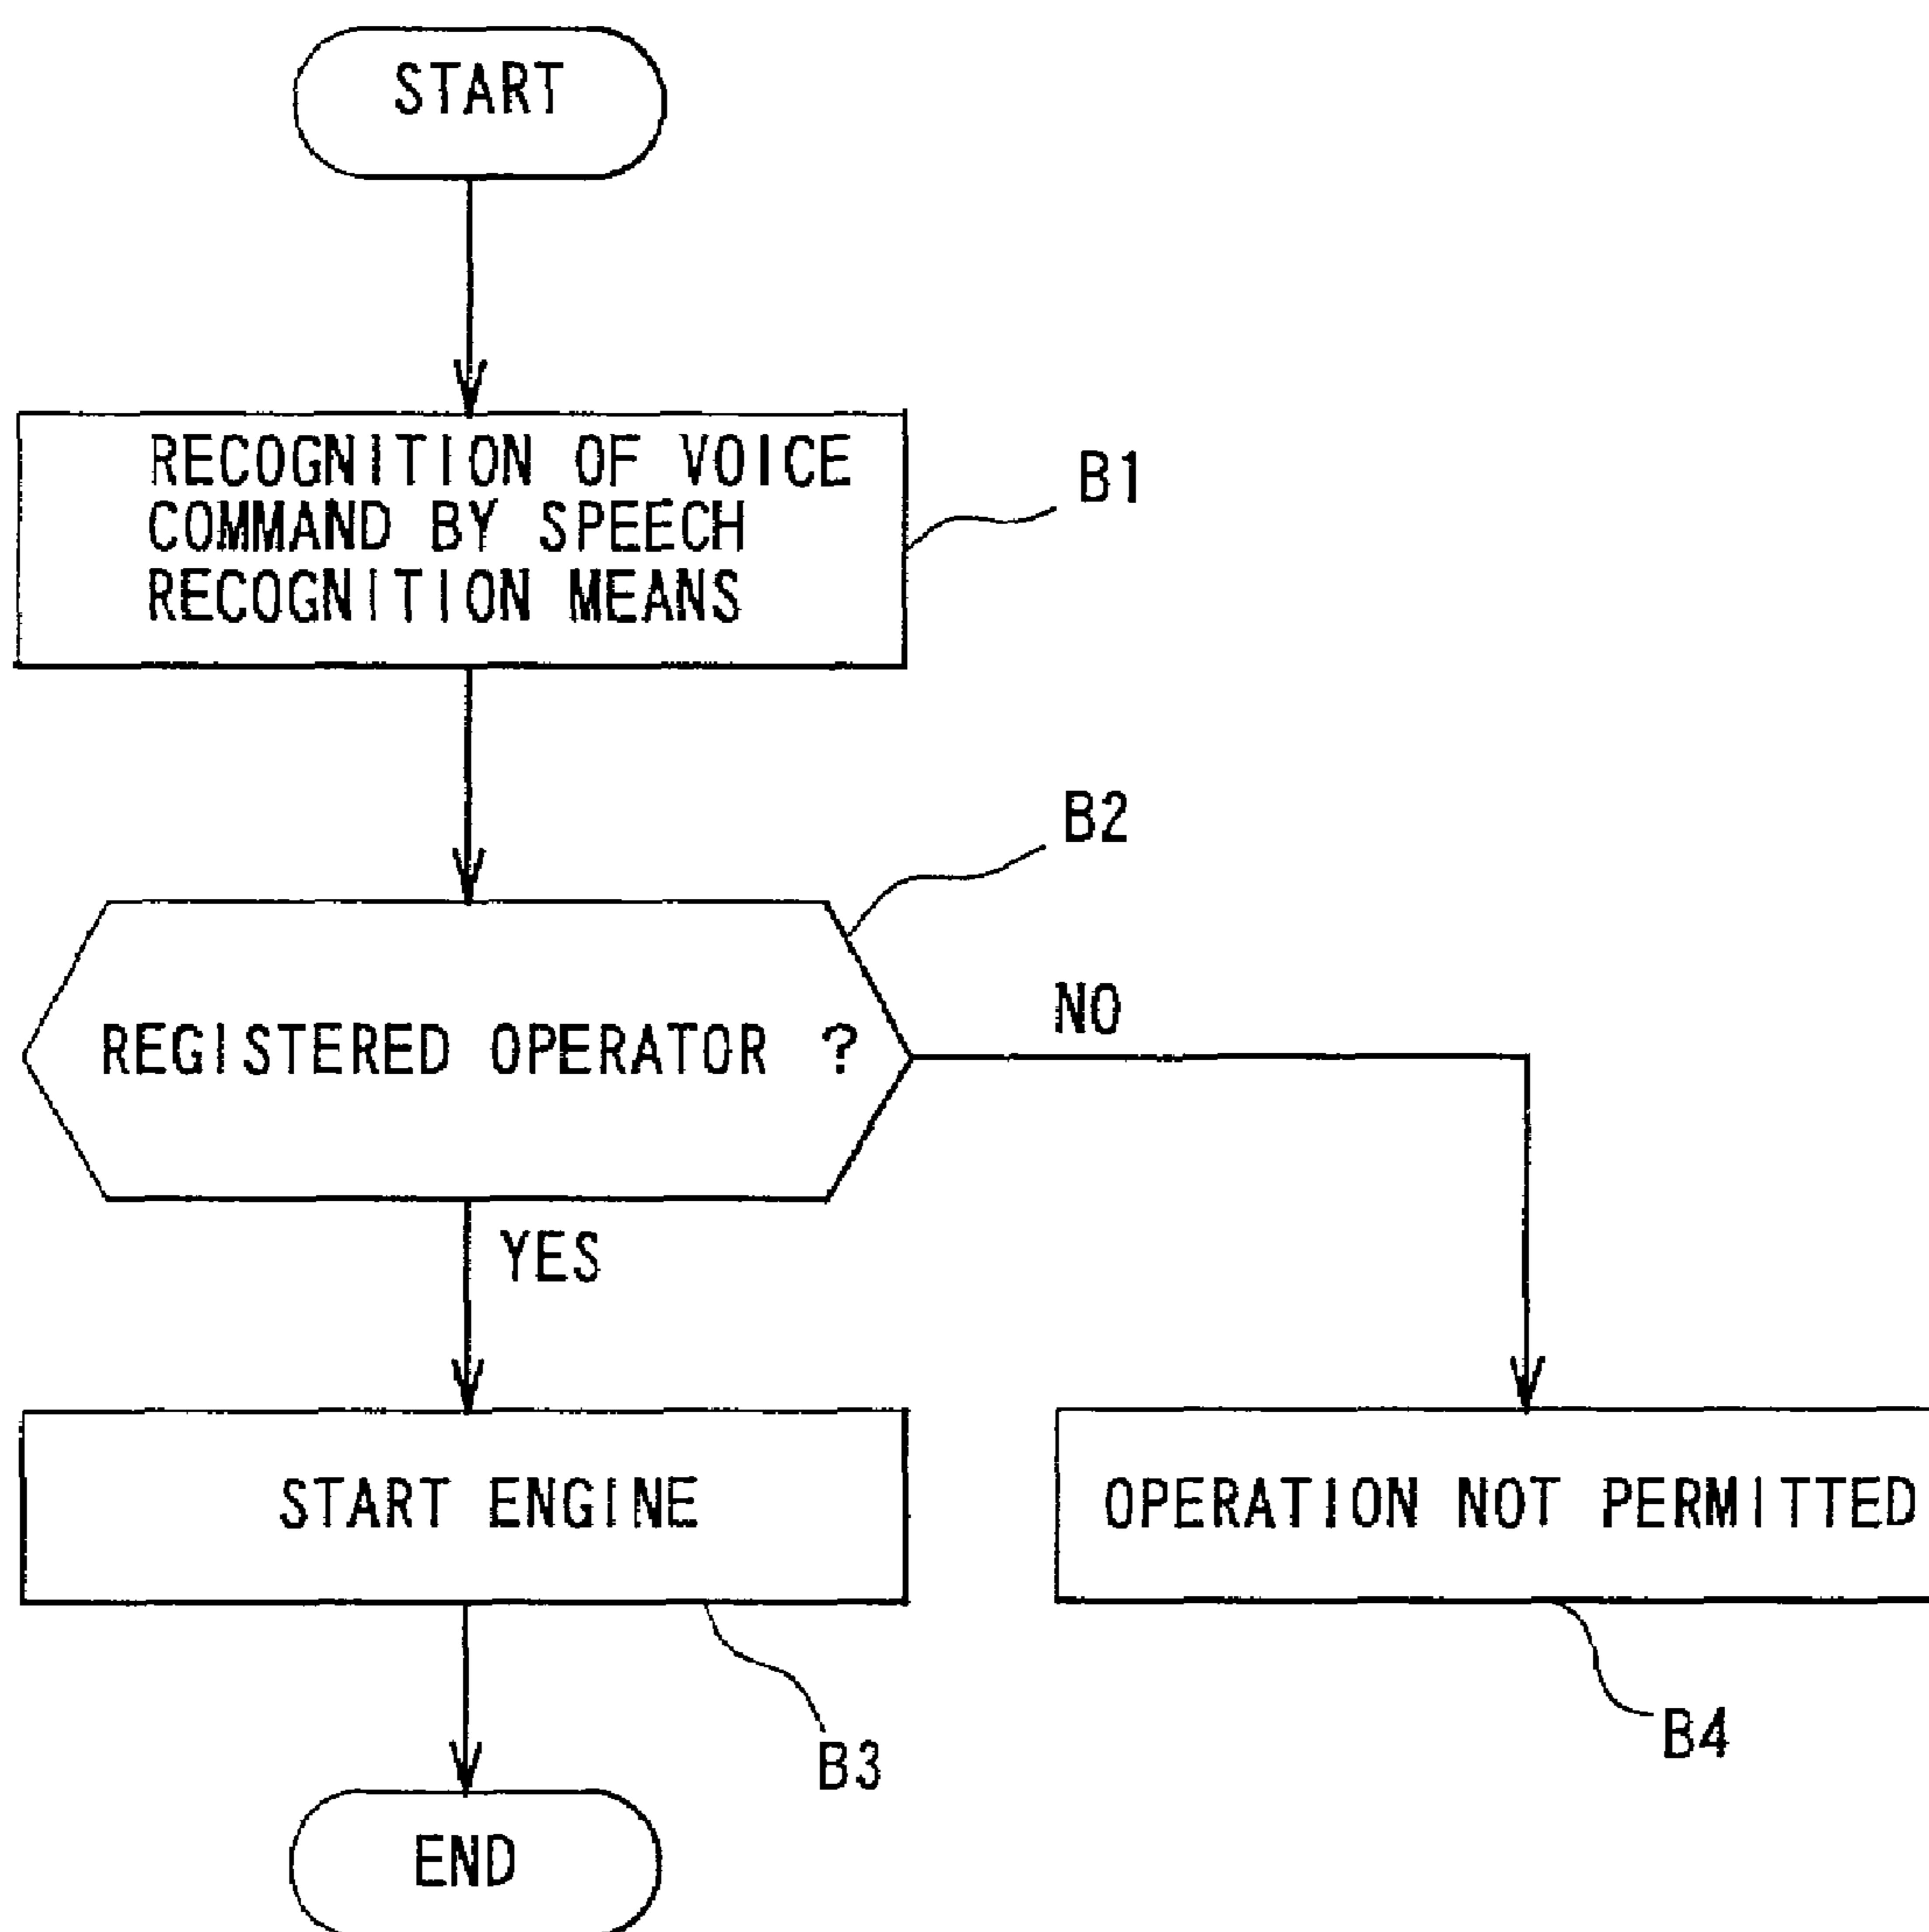 START
RECOGNITION OF VOICE
COMMAND BY SPEECH
RECOGNITION MEANS
B1
B2
REGISTERED OPERATOR ?
NO
YES
START ENGINE
OPERATION NOT PERMITTED
B3
B4
END